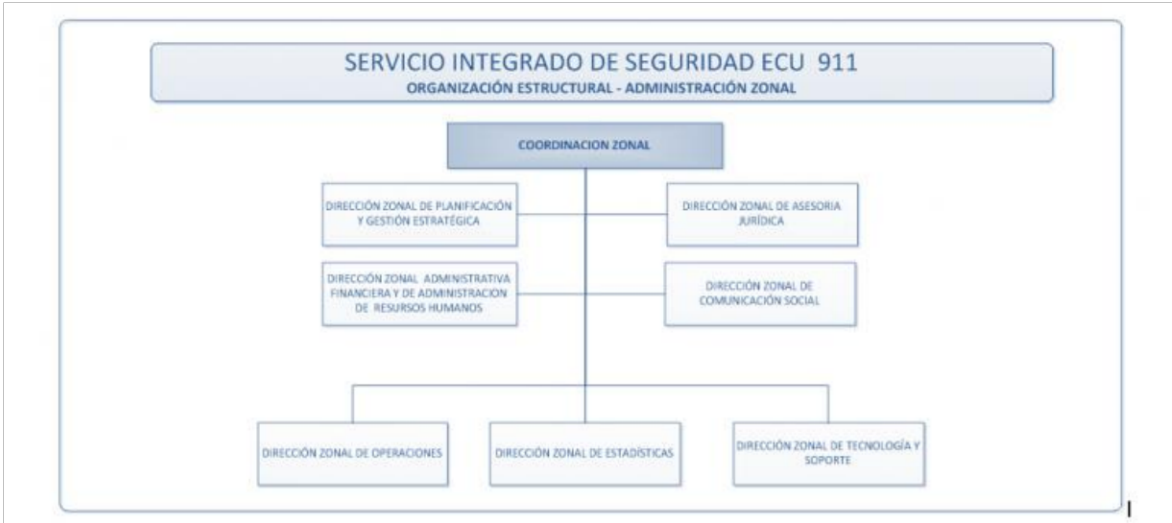 SERVICIO INTEGRADO DE SEGURIDAD ECU 911
ORGANIZACIÓN ESTRUCTURAL - ADMINISTRACIÓN ZONAL
COORDINACION ZONAL
DIRECCIÓN ZONAL DE PLANIFICACIÓN
Y GESTIÓN ESTRATÉGICA
DIRECCIÓN ZONAL DE ASESORIA
JURÍDICA
DIRECCIÓN ZONAL ADMINISTRATIVA
FINANCIERA Y DE ADMINISTRACION
DE RESURSOS HUMANOS
DIRECCIÓN ZONAL DE
COMUNICACIÓN SOCIAL
DIRECCIÓN ZONAL DE OPERACIONES
DIRECCIÓN ZONAL DE ESTADÍSTICAS
DIRECCIÓN ZONAL DE TECNOLOGÍA Y
SOPORTE